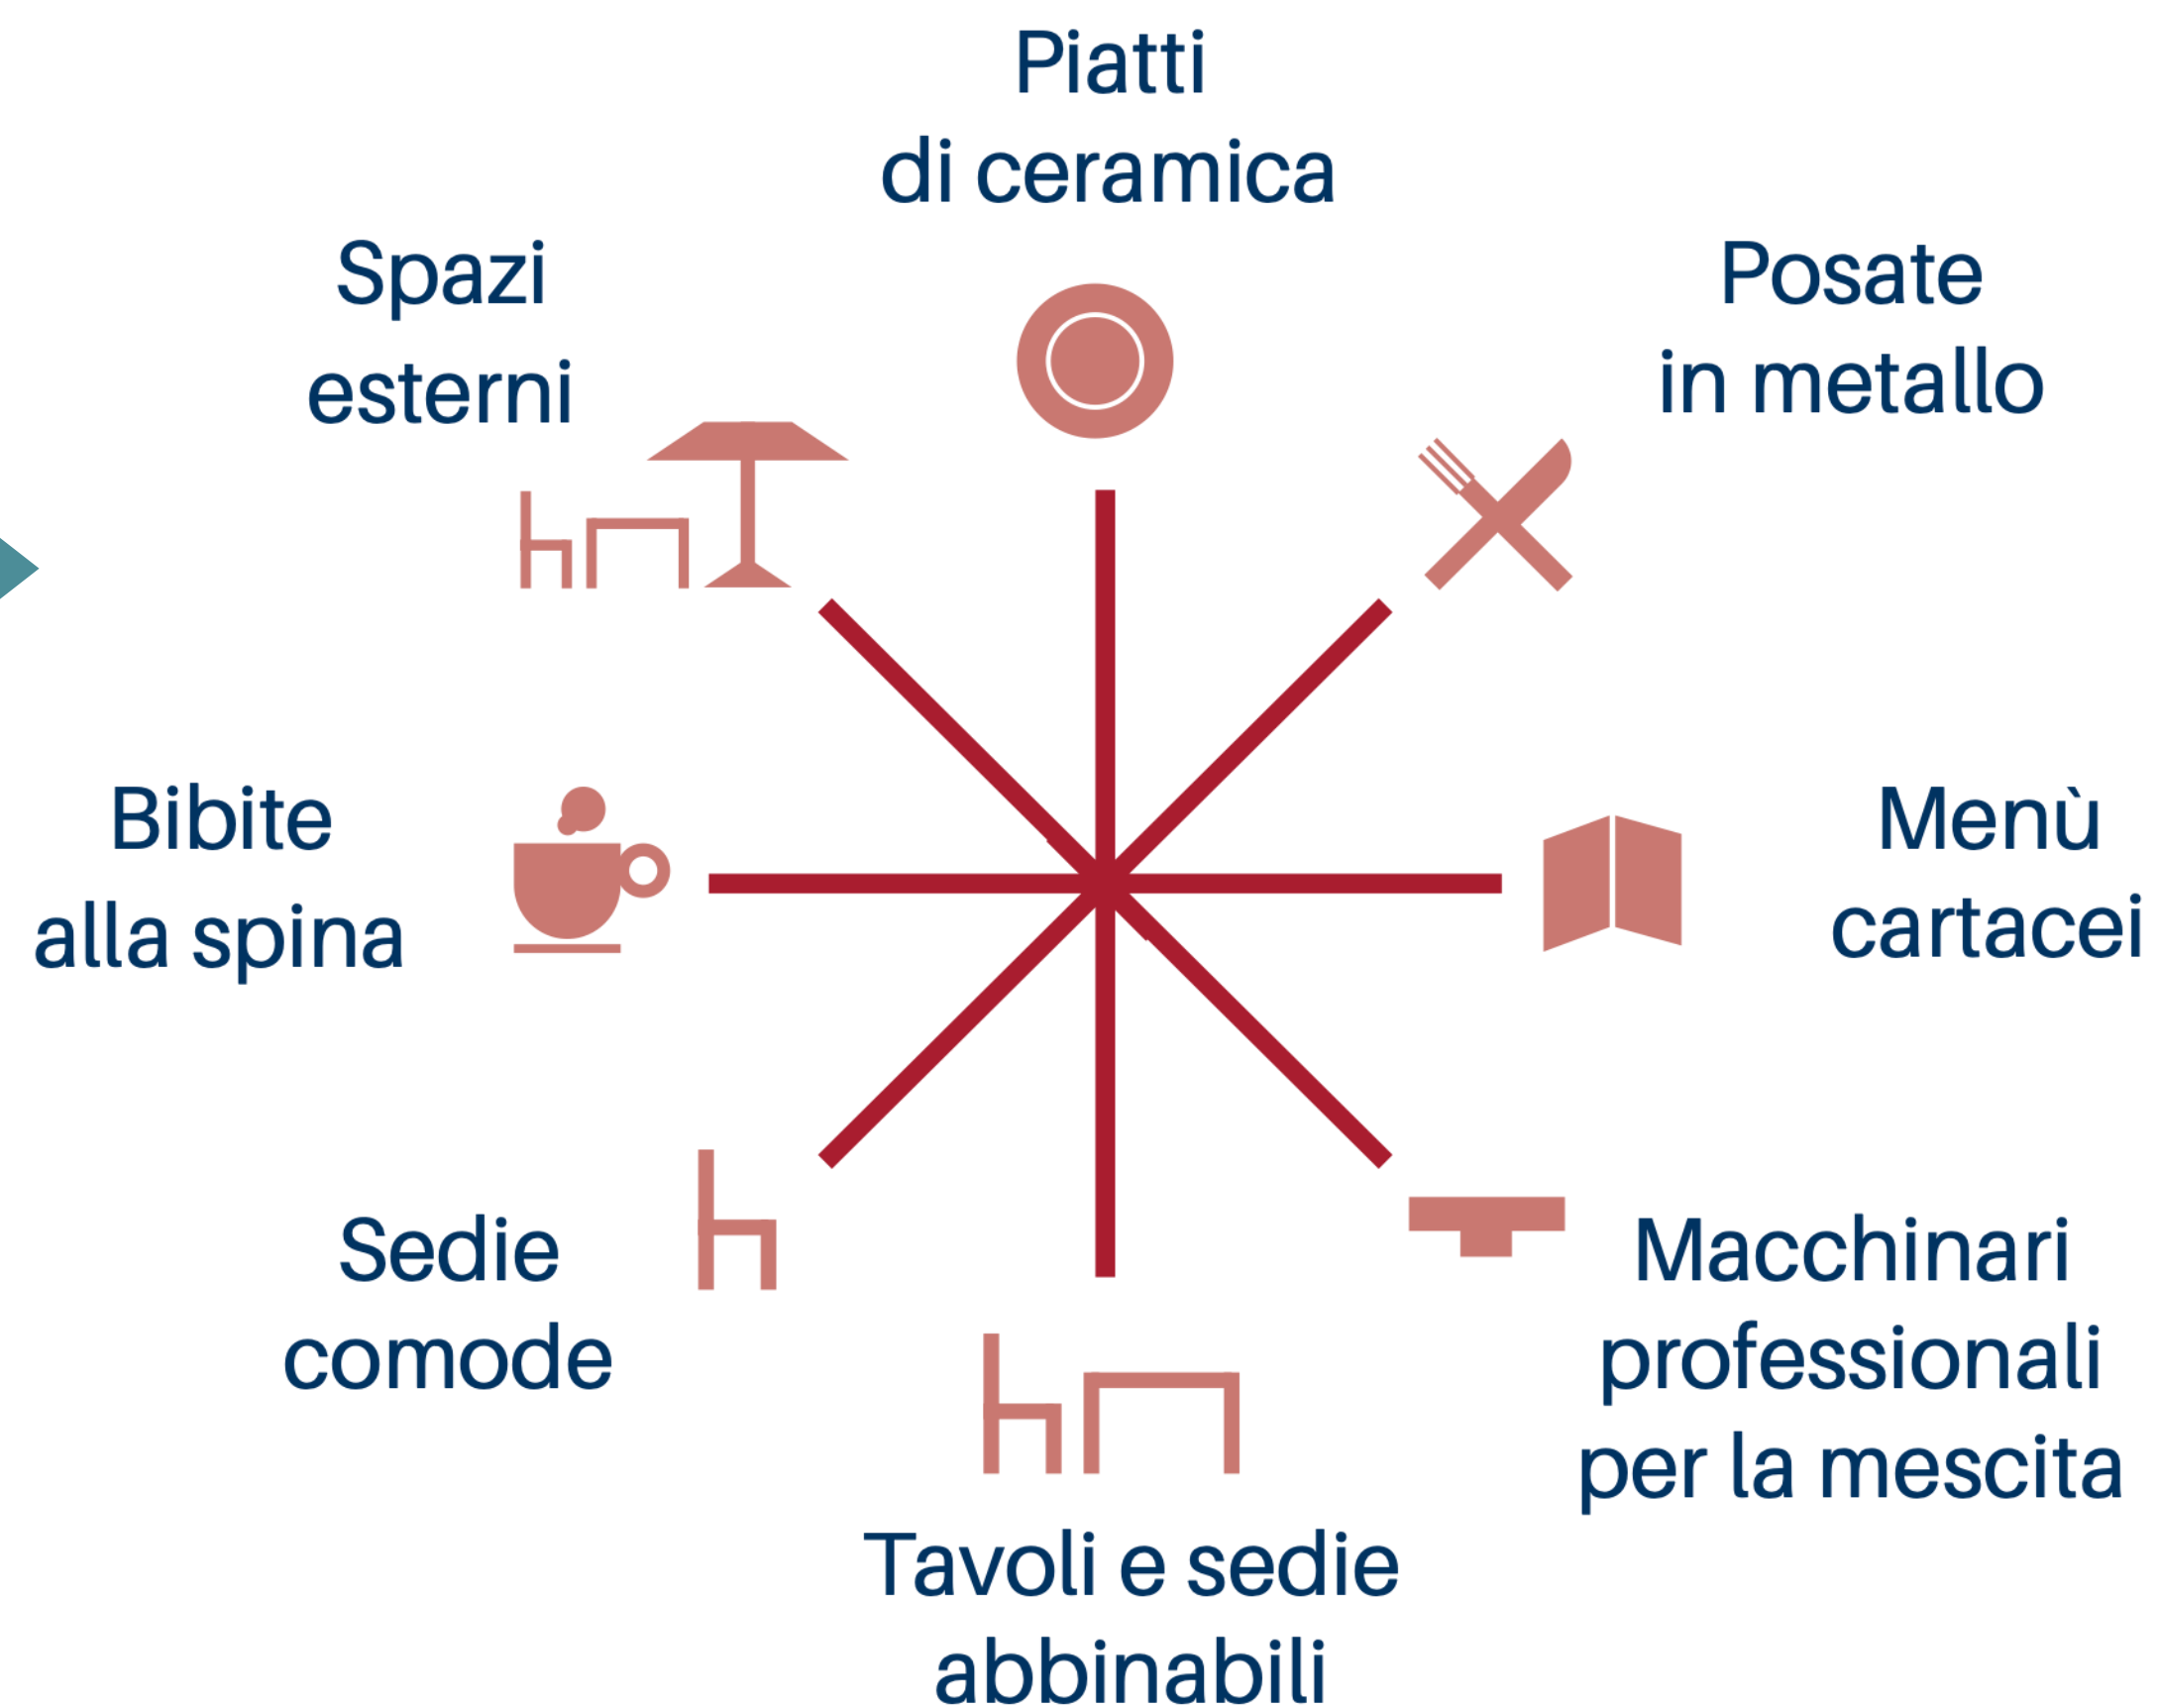 Piatti
di ceramica
Spazi
esterni
Posate
in metallo
Bibite
alla spina
Menù
cartacei
Sedie
comode
Macchinari
professionali
per la mescita
Tavoli e sedie
abbinabili